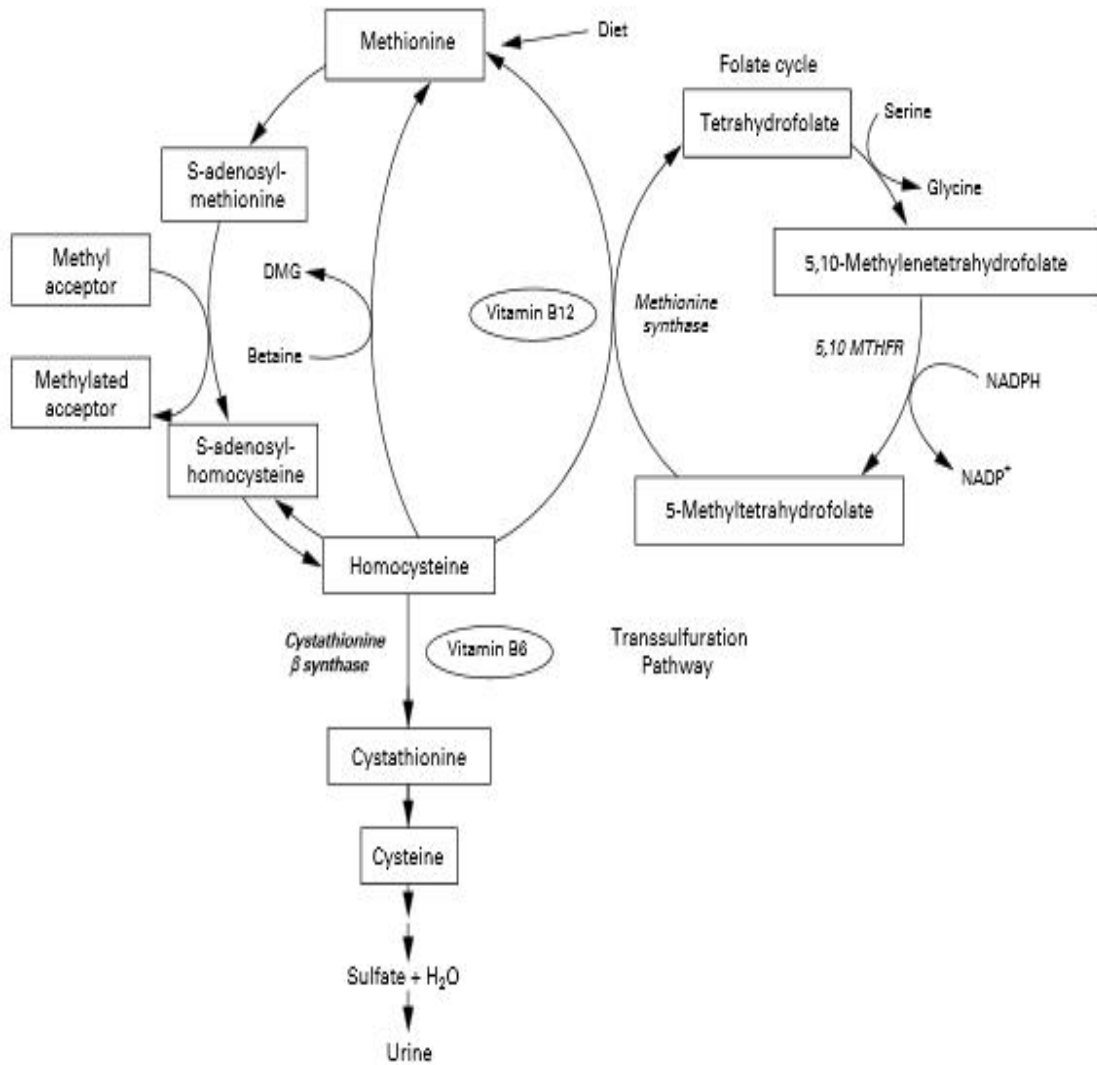 Methionine
Diet
Folate cycle
Tetrahydrofolate
Serine
Glycine
S-adenosyl-
methionine
Methyl
acceptor
DMG
5,10-Methylenetetrahydrofolate
Vitamin B12
Methionine
synthase
Betaine
5,10 MTHFR
NADPH
Methylated
acceptor
S-adenosyl-
homocysteine
NADP⁺
5-Methyltetrahydrofolate
Homocysteine
Cystathionine
β synthase
Vitamin B6
Transsulfuration
Pathway
Cystathionine
Cysteine
Sulfate + H₂O
Urine